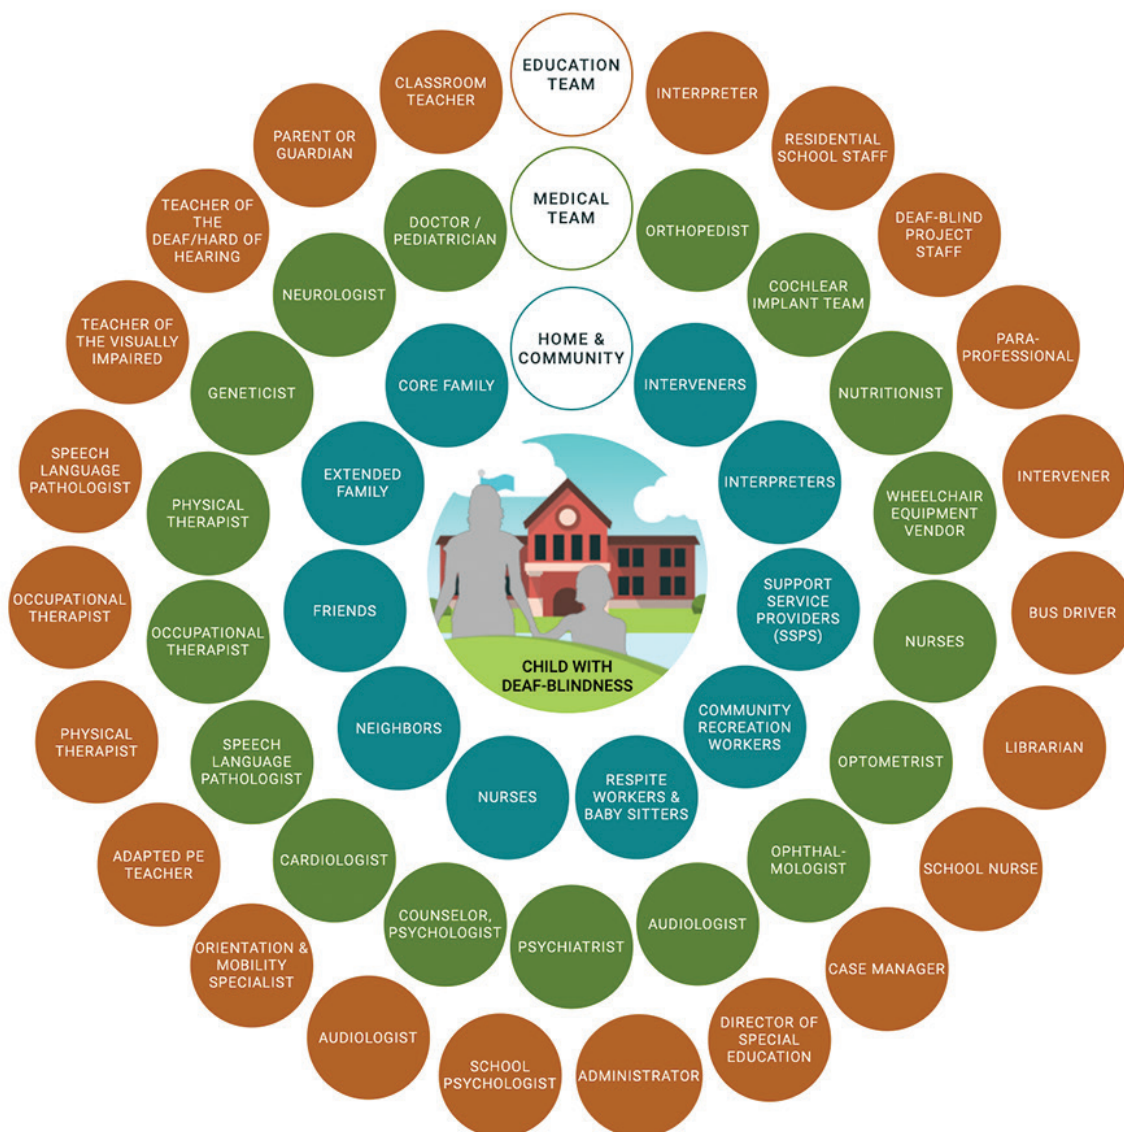 EDUCATION
TEAM
INTERPRETER
RESIDENTIAL
SCHOOL STAFF
DEAF-BLIND
PROJECT
STAFF
PARA-
PROFESSIONAL
INTERVENER
BUS DRIVER
LIBRARIAN
SCHOOL NURSE
CASE MANAGER
DIRECTOR OF
SPECIAL
EDUCATION
ADMINISTRATOR
SCHOOL
PSYCHOLOGIST
AUDIOLOGIST
ORIENTATION &
MOBILITY
SPECIALIST
ADAPTED PE
TEACHER
PHYSICAL
THERAPIST
OCCUPATIONAL
THERAPIST
SPEECH
LANGUAGE
PATHOLOGIST
TEACHER OF
THE VISUALLY
IMPAIRED
TEACHER OF
THE
DEAF/HARD OF
HEARING
PARENT OR
GUARDIAN
CLASSROOM
TEACHER
MEDICAL
TEAM
ORTHOPEDIST
COCHLEAR
IMPLANT TEAM
NUTRITIONIST
WHEELCHAIR
EQUIPMENT
VENDOR
NURSES
OPTOMETRIST
OPHTHAL-
MOLOGIST
AUDIOLOGIST
PSYCHIATRIST
COUNSELOR,
PSYCHOLOGIST
CARDIOLOGIST
SPEECH
LANGUAGE
PATHOLOGIST
OCCUPATIONAL
THERAPIST
PHYSICAL
THERAPIST
GENETICIST
NEUROLOGIST
DOCTOR /
PEDIATRICIAN
HOME &
COMMUNITY
INTERVENERS
INTERPRETERS
SUPPORT
SERVICE
PROVIDERS
(SSPS)
COMMUNITY
RECREATION
WORKERS
RESPITE
WORKERS &
BABY SITTERS
NURSES
NEIGHBORS
FRIENDS
EXTENDED
FAMILY
CORE FAMILY
CHILD WITH
DEAF-BLINDNESS